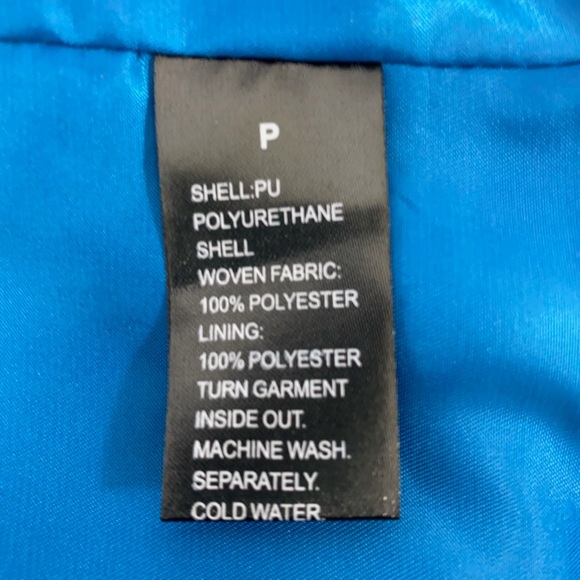 P
SHELL:PU
POLYURETHANE
SHELL
WOVEN FABRIC:
100% POLYESTER
LINING:
100% POLYESTER
TURN GARMENT
INSIDE OUT.
MACHINE WASH.
SEPARATELY.
COLD WATER.